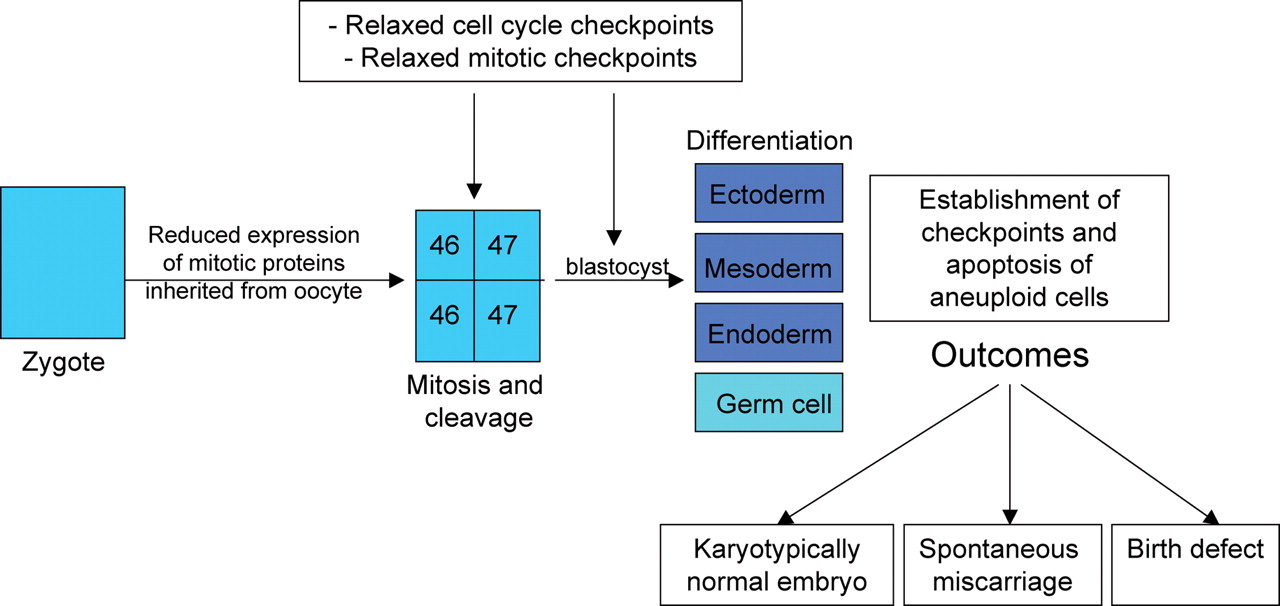 - Relaxed cell cycle checkpoints
- Relaxed mitotic checkpoints
Zygote
Reduced expression
of mitotic proteins
inherited from oocyte
46
47
46
47
Mitosis and
cleavage
blastocyst
Differentiation
Ectoderm
Mesoderm
Endoderm
Germ cell
Establishment of
checkpoints and
apoptosis of
aneuploid cells
Outcomes
Karyotypically
normal embryo
Spontaneous
miscarriage
Birth defect